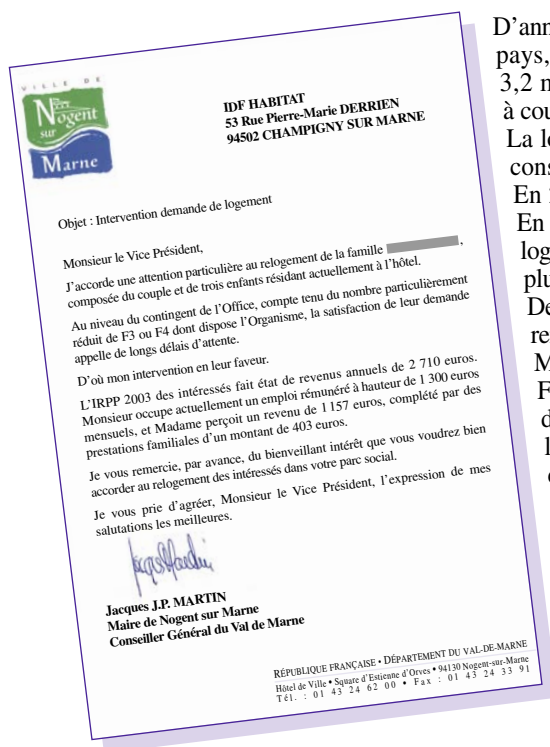 VILLE DE
Nogent
sur
Marne
IDF HABITAT
53 Rue Pierre-Marie DERRIEN
94502 CHAMPIGNY SUR MARNE
Objet : Intervention demande de logement
Monsieur le Vice Président,
J'accorde une attention particulière au relogement de la famille ,
composée du couple et de trois enfants résidant actuellement à l'hôtel.
Au niveau du contingent de l'Office, compte tenu du nombre particulièrement
réduit de F3 ou F4 dont dispose l'Organisme, la satisfaction de leur demande
appelle de longs délais d'attente.
D'où mon intervention en leur faveur.
L'IRPP 2003 des intéressés fait état de revenus annuels de 2 710 euros.
Monsieur occupe actuellement un emploi rémunéré à hauteur de 1 300 euros
mensuels, et Madame perçoit un revenu de 1157 euros, complété par des
prestations familiales d'un montant de 403 euros.
Je vous remercie, par avance, du bienveillant intérêt que vous voudrez bien
accorder au relogement des intéressés dans votre parc social.
Je vous prie d'agréer, Monsieur le Vice Président, l'expression de mes
salutations les meilleures.
Jacques J.P. MARTIN
Maire de Nogent sur Marne
Conseiller Général du Val de Marne
RÉPUBLIQUE FRANÇAISE • DÉPARTEMENT DU VAL-DE-MARNE
Hôtel de Ville • Square d'Estienne d'Orves • 94130 Nogent-sur-Marne
Tél. : 01 43 24 62 00 • Fax : 01 43 24 33 91
pays,
3,2
à
La
En
En